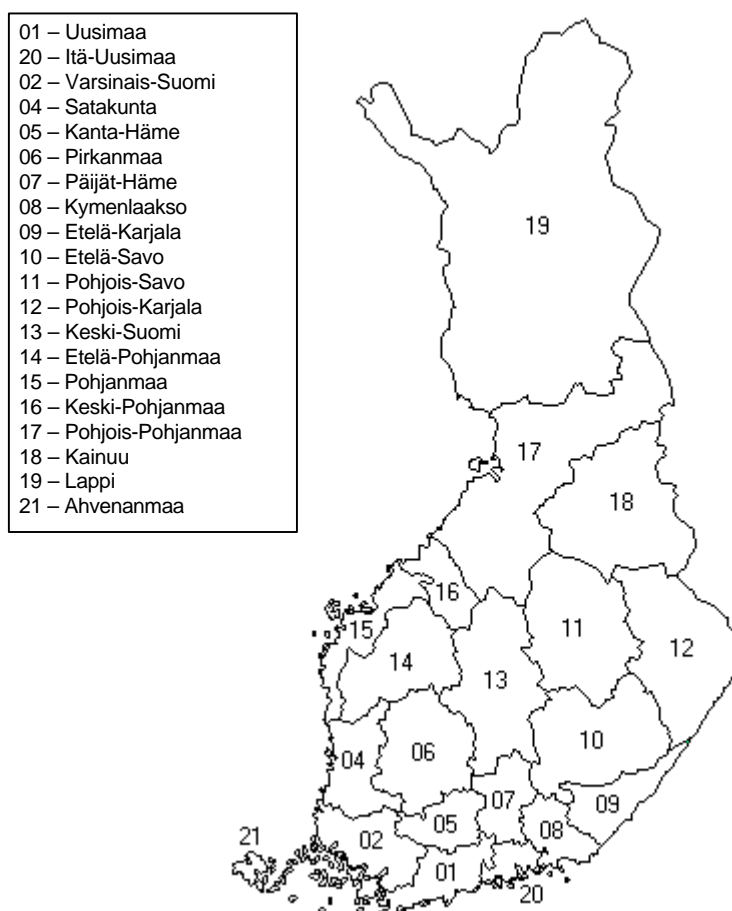 01 – Uusimaa
20 – Itä-Uusimaa
02 – Varsinais-Suomi
04 – Satakunta
05 – Kanta-Häme
06 – Pirkanmaa
07 – Päijät-Häme
08 – Kymenlaakso
09 – Etelä-Karjala
10 – Etelä-Savo
11 – Pohjois-Savo
12 – Pohjois-Karjala
13 – Keski-Suomi
14 – Etelä-Pohjanmaa
15 – Pohjanmaa
16 – Keski-Pohjanmaa
17 – Pohjois-Pohjanmaa
18 – Kainuu
19 – Lappi
21 – Ahvenanmaa
19
17
18
16
15
11
12
14
13
10
04
06
07
09
05
08
21
02
01
20